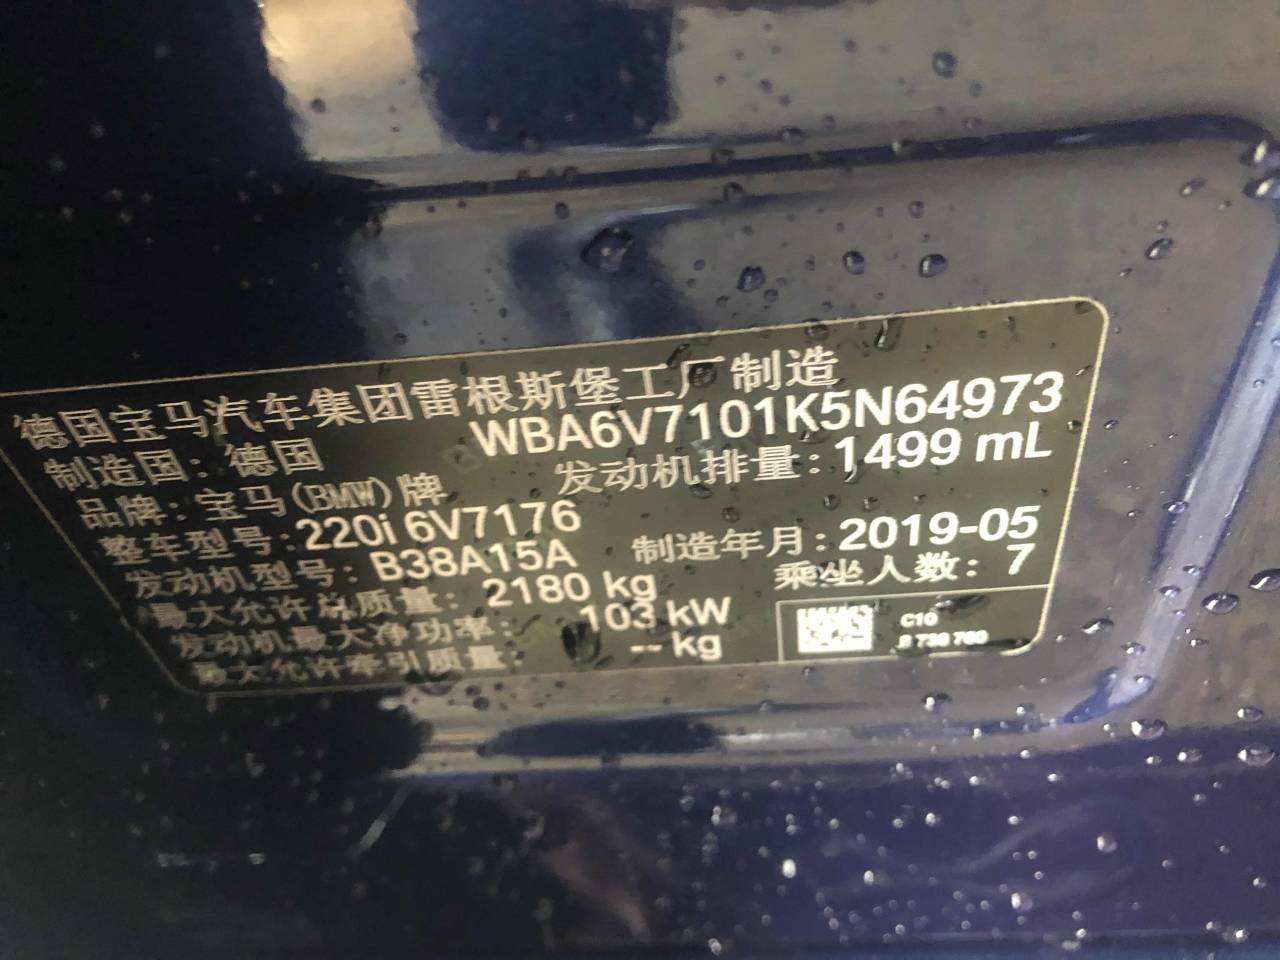 德国宝马汽车集团雷根斯堡工厂制造
制造国：德国 WBA6V7101K5N64973
品牌：宝马(BMW)牌 发动机排量：1499 mL
整车型号：220i 6V7176
发动机型号：B38A15A 制造年月：2019-05
最大允许总质量：2180 kg 乘坐人数：7
发动机最大净功率：103 kW
最大允许牵引质量：-- kg
C10